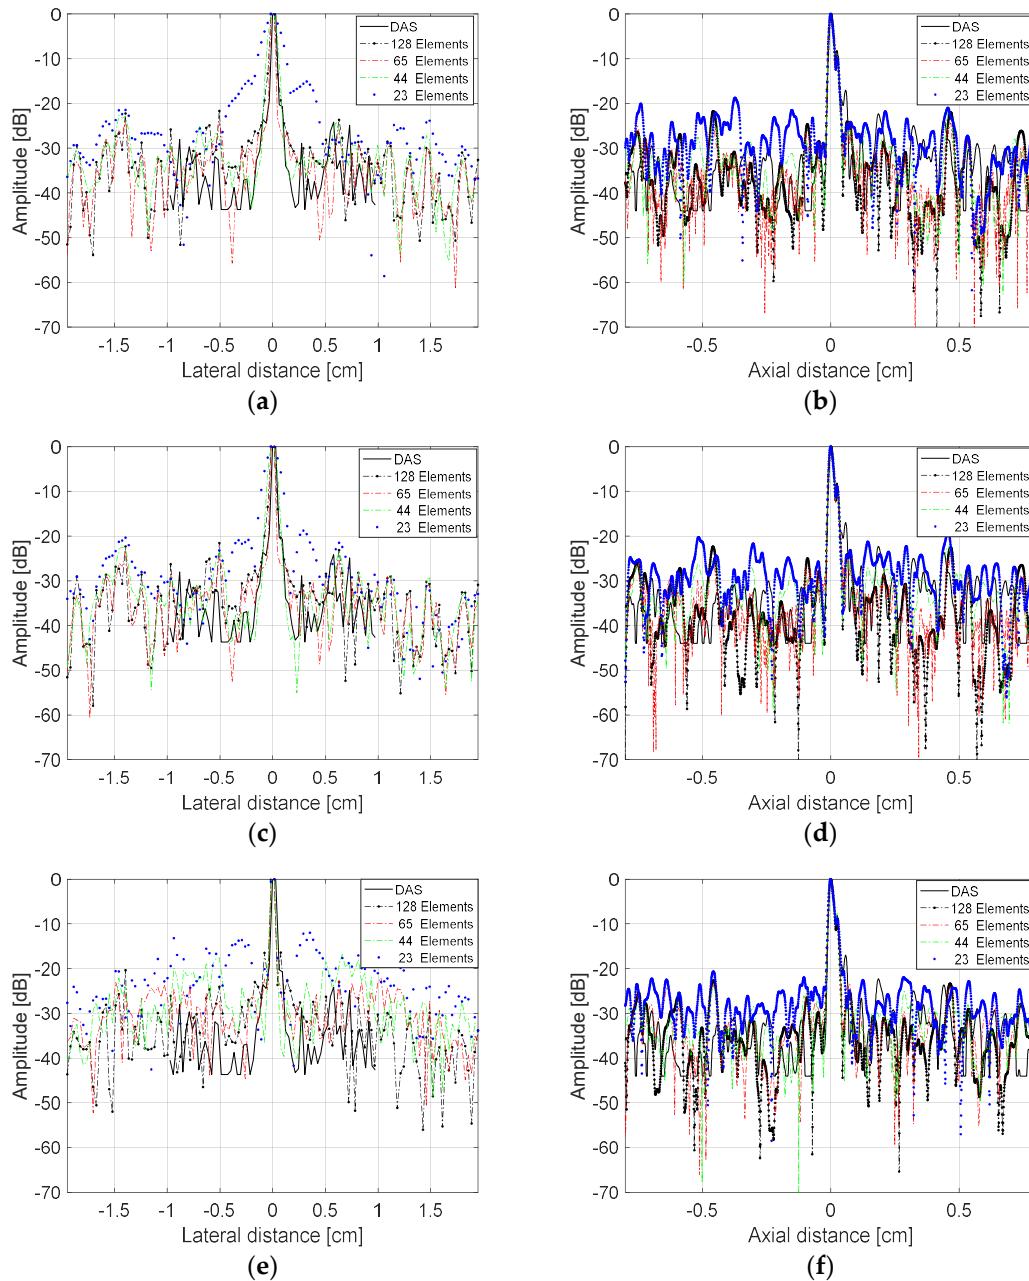 0
-10
-20
-30
-40
-50
-60
-70
Amplitude [dB]
DAS
128 Elements
65 Elements
44 Elements
23 Elements
-1.5 -1 -0.5 0 0.5 1 1.5
Lateral distance [cm]
(a)
0
-10
-20
-30
-40
-50
-60
-70
Amplitude [dB]
DAS
128 Elements
65 Elements
44 Elements
23 Elements
-0.5 0 0.5
Axial distance [cm]
(b)
0
-10
-20
-30
-40
-50
-60
-70
Amplitude [dB]
DAS
128 Elements
65 Elements
44 Elements
23 Elements
-1.5 -1 -0.5 0 0.5 1 1.5
Lateral distance [cm]
(c)
0
-10
-20
-30
-40
-50
-60
-70
Amplitude [dB]
DAS
128 Elements
65 Elements
44 Elements
23 Elements
-0.5 0 0.5
Axial distance [cm]
(d)
0
-10
-20
-30
-40
-50
-60
-70
Amplitude [dB]
DAS
128 Elements
65 Elements
44 Elements
23 Elements
-1.5 -1 -0.5 0 0.5 1 1.5
Lateral distance [cm]
(e)
0
-10
-20
-30
-40
-50
-60
-70
Amplitude [dB]
DAS
128 Elements
65 Elements
44 Elements
23 Elements
-0.5 0 0.5
Axial distance [cm]
(f)